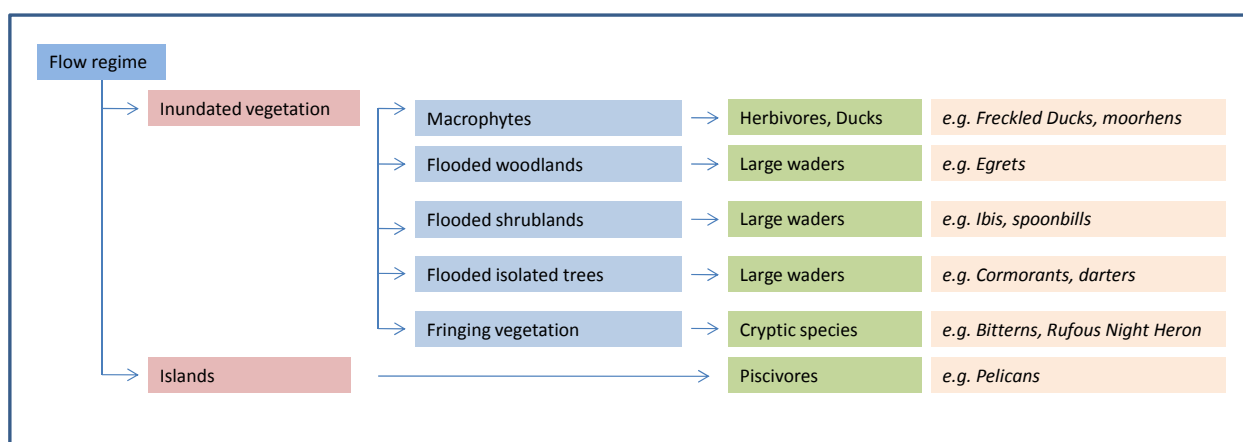 Flow regime
Inundated vegetation
Macrophytes
Herbivores, Ducks
e.g. Freckled Ducks, moorhens
Flooded woodlands
Large waders
e.g. Egrets
Flooded shrublands
Large waders
e.g. Ibis, spoonbills
Flooded isolated trees
Large waders
e.g. Cormorants, darters
Fringing vegetation
Cryptic species
e.g. Bitterns, Rufous Night Heron
Islands
Piscivores
e.g. Pelicans